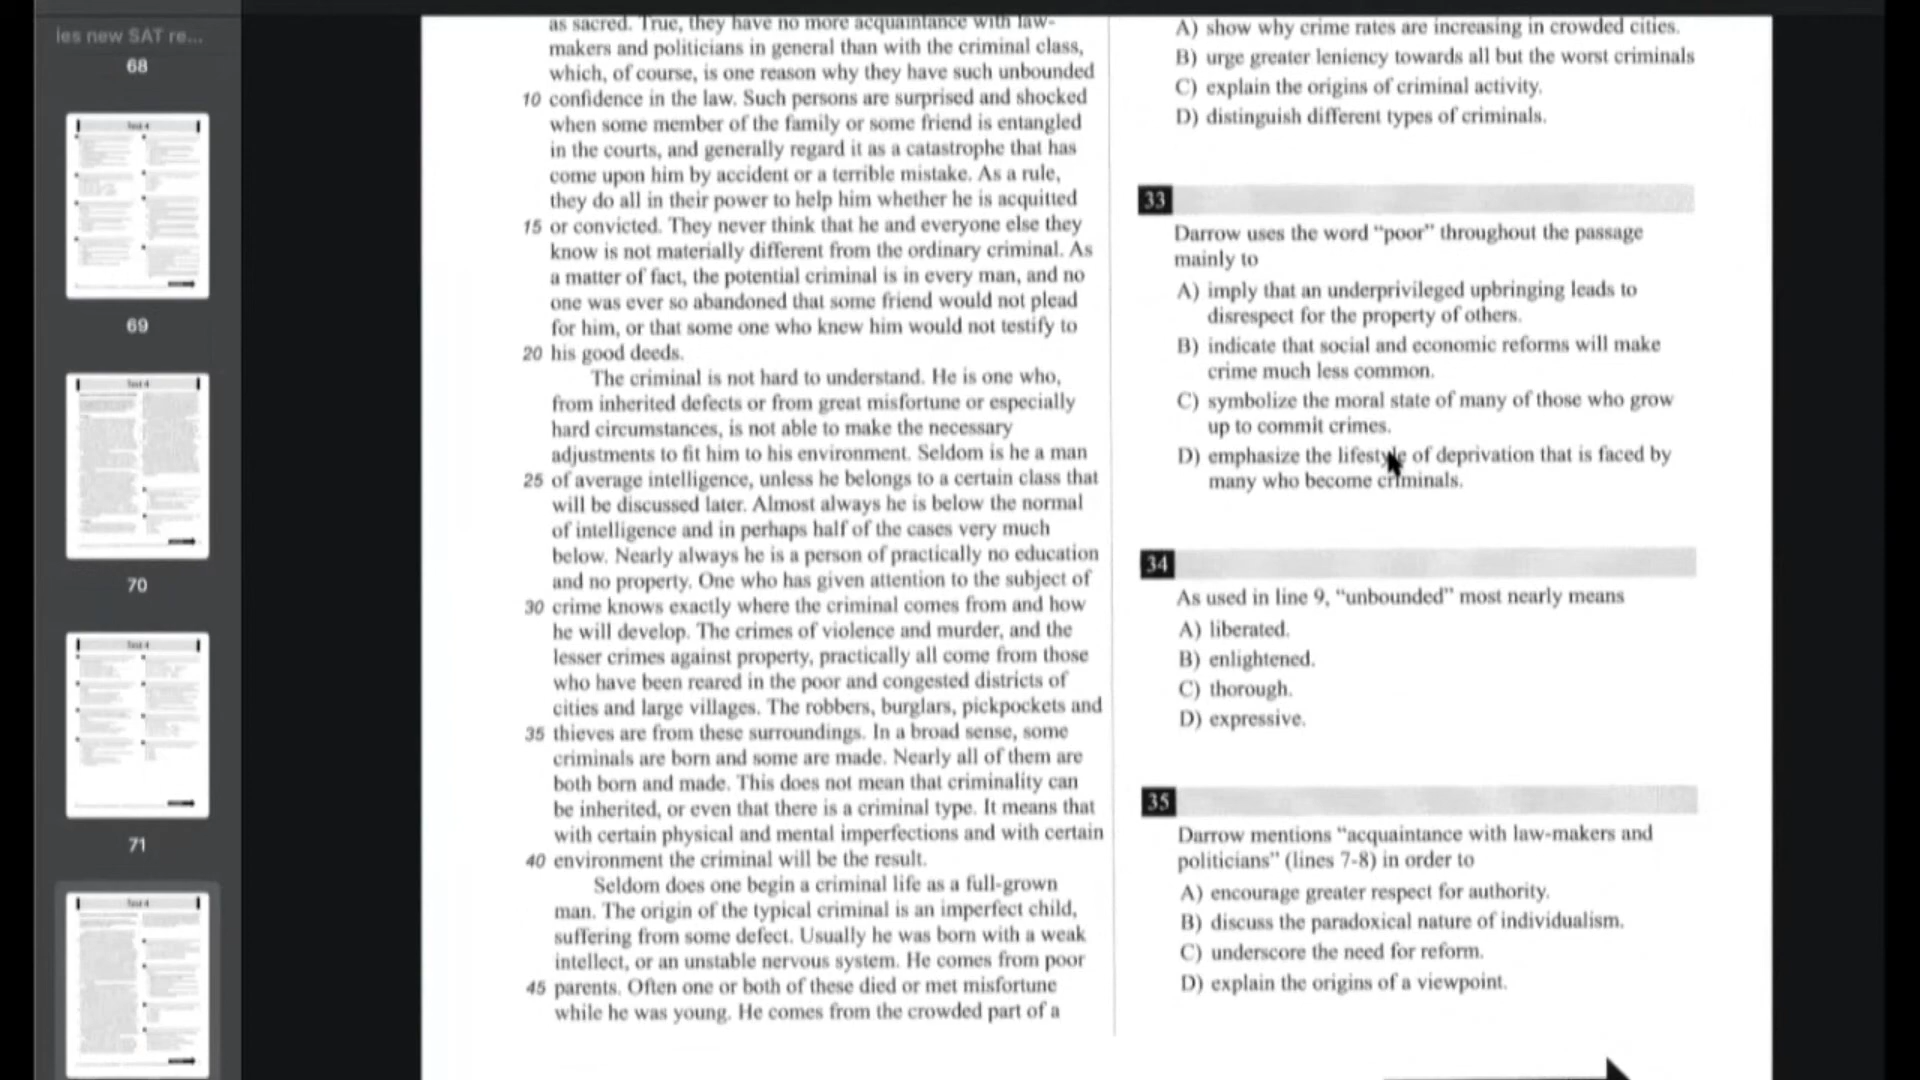 ies new SAT re...
68
69
70
71
as sacred. True, they have no more acquaintance with law-
makers and politicians in general than with the criminal class,
which, of course, is one reason why they have such unbounded
10 confidence in the law. Such persons are surprised and shocked
when some member of the family or some friend is entangled
in the courts, and generally regard it as a catastrophe that has
come upon him by accident or a terrible mistake. As a rule,
they do all in their power to help him whether he is acquitted
15 or convicted. They never think that he and everyone else they
know is not materially different from the ordinary criminal. As
a matter of fact, the potential criminal is in every man, and no
one was ever so abandoned that some friend would not plead
for him, or that some one who knew him would not testify to
20 his good deeds.
The criminal is not hard to understand. He is one who,
from inherited defects or from great misfortune or especially
hard circumstances, is not able to make the necessary
adjustments to fit him to his environment. Seldom is he a man
25 of average intelligence, unless he belongs to a certain class that
will be discussed later. Almost always he is below the normal
of intelligence and in perhaps half of the cases very much
below. Nearly always he is a person of practically no education
and no property. One who has given attention to the subject of
30 crime knows exactly where the criminal comes from and how
he will develop. The crimes of violence and murder, and the
lesser crimes against property, practically all come from those
who have been reared in the poor and congested districts of
cities and large villages. The robbers, burglars, pickpockets and
35 thieves are from these surroundings. In a broad sense, some
criminals are born and some are made. Nearly all of them are
both born and made. This does not mean that criminality can
be inherited, or even that there is a criminal type. It means that
with certain physical and mental imperfections and with certain
40 environment the criminal will be the result.
Seldom does one begin a criminal life as a full-grown
man. The origin of the typical criminal is an imperfect child,
suffering from some defect. Usually he was born with a weak
intellect, or an unstable nervous system. He comes from poor
45 parents. Often one or both of these died or met misfortune
while he was young. He comes from the crowded part of a
A) show why crime rates are increasing in crowded cities.
B) urge greater leniency towards all but the worst criminals
C) explain the origins of criminal activity.
D) distinguish different types of criminals.
33
Darrow uses the word “poor” throughout the passage
mainly to
A) imply that an underprivileged upbringing leads to
disrespect for the property of others.
B) indicate that social and economic reforms will make
crime much less common.
C) symbolize the moral state of many of those who grow
up to commit crimes.
D) emphasize the lifestyle of deprivation that is faced by
many who become criminals.
34
As used in line 9, “unbounded” most nearly means
A) liberated.
B) enlightened.
C) thorough.
D) expressive.
35
Darrow mentions “acquaintance with law-makers and
politicians” (lines 7-8) in order to
A) encourage greater respect for authority.
B) discuss the paradoxical nature of individualism.
C) underscore the need for reform.
D) explain the origins of a viewpoint.